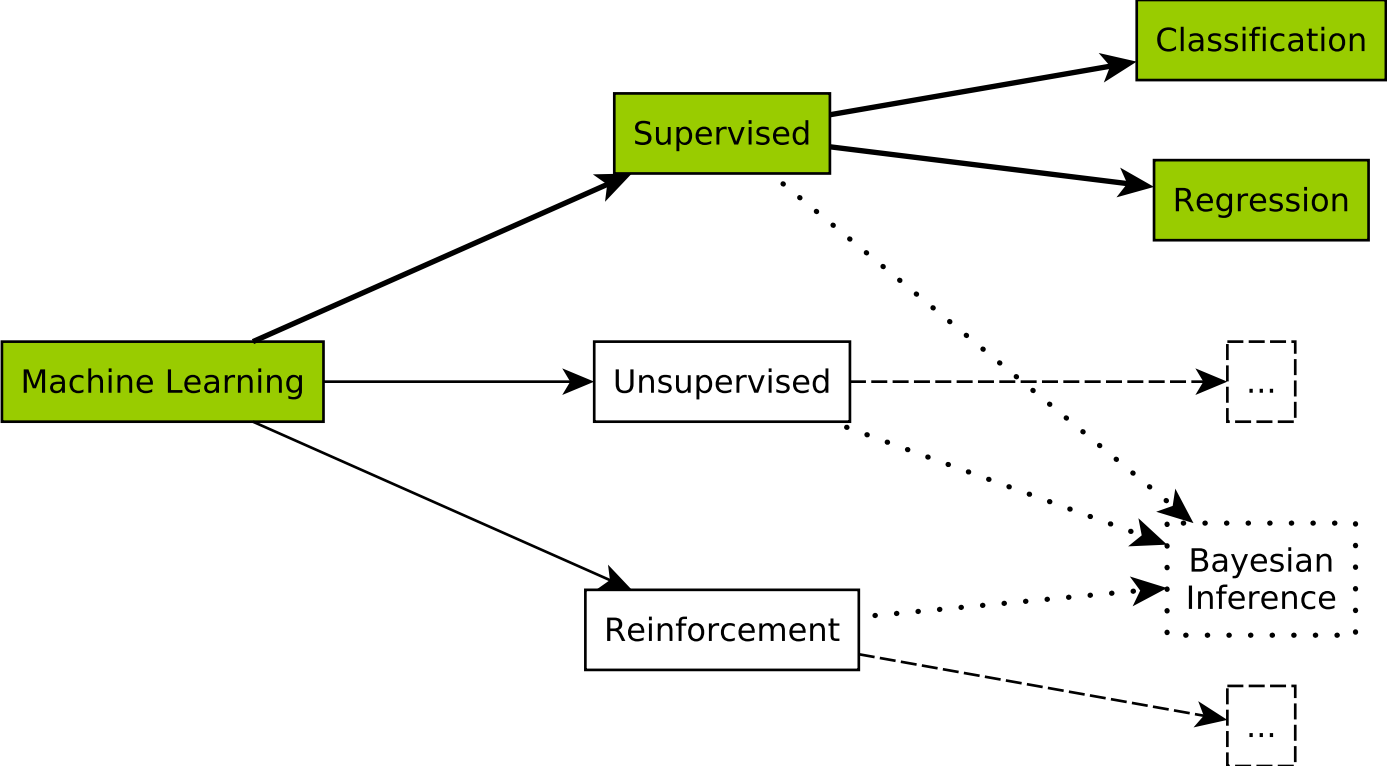 Classification
Supervised
Regression
Machine Learning
Unsupervised
...
Bayesian
Inference
Reinforcement
...